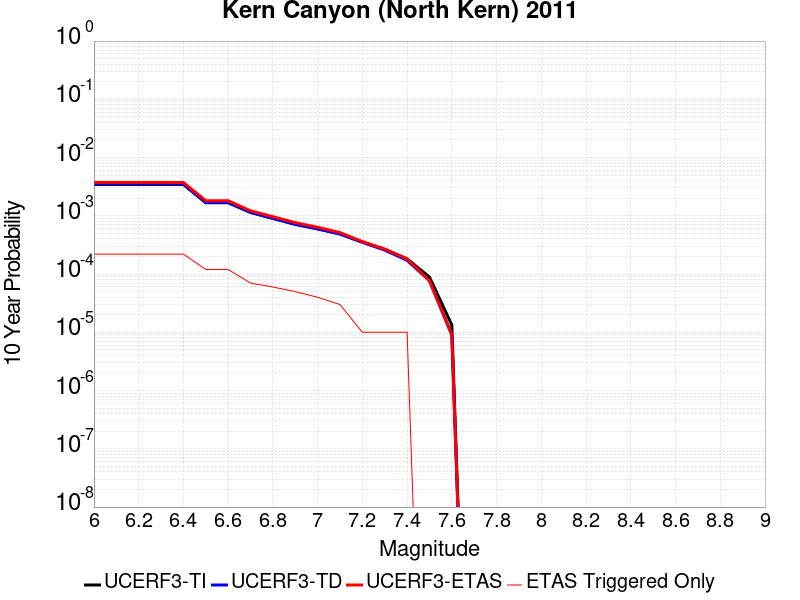 Kern Canyon (North Kern) 2011
10 0
10 -1
10 -2
10 -3
10 -4
10 -5
10 -6
10 -7
10 -8
10 Year Probability
6 6.2 6.4 6.6 6.8 7 7.2 7.4 7.6 7.8 8 8.2 8.4 8.6 8.8 9
Magnitude
UCERF3-TI UCERF3-TD UCERF3-ETAS ETAS Triggered Only